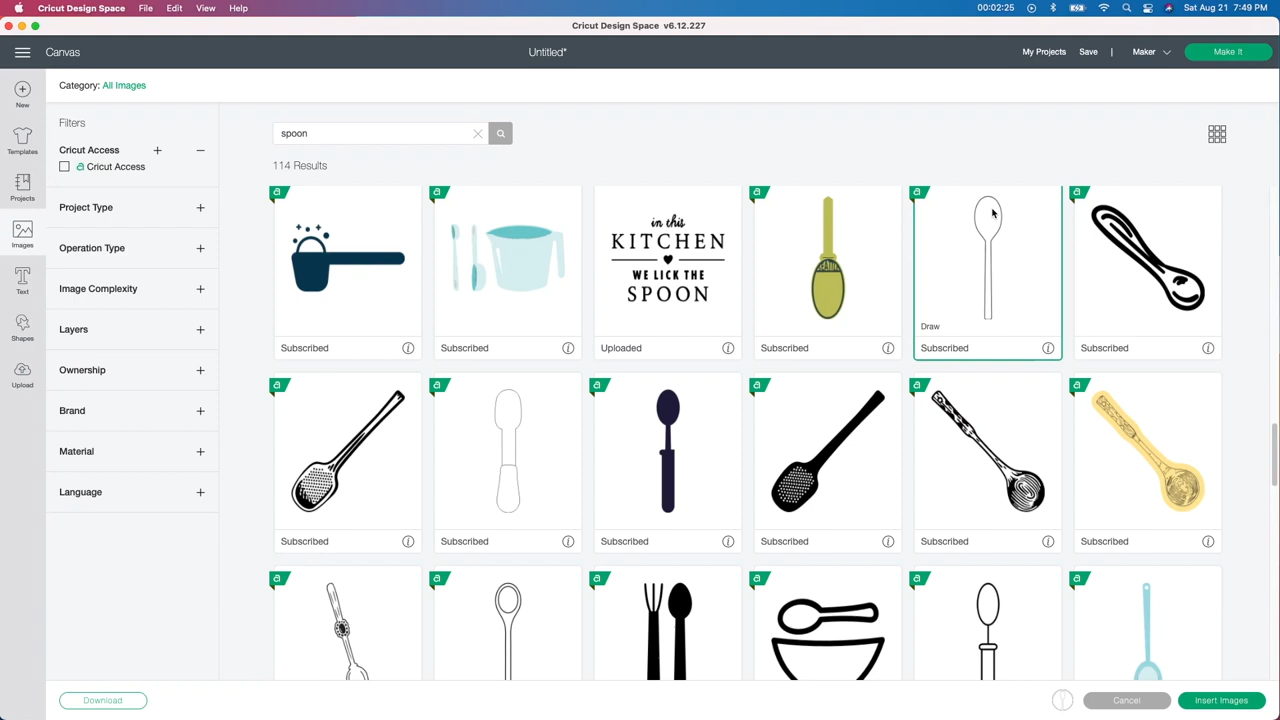 Cricut Design Space File Edit View Help 00:02:25 Sat Aug 21 7:49 PM
Cricut Design Space v6.12.227
Canvas Untitled* My Projects Save | Maker Make It
New
Templates
Projects
Images
Text
Shapes
Upload
Category: All Images
Filters
Cricut Access + −
a Cricut Access
Project Type +
Operation Type +
Image Complexity +
Layers +
Ownership +
Brand +
Material +
Language +
spoon
114 Results
a a a a a
in this
KITCHEN
WE LICK THE
SPOON
Draw
Subscribed Subscribed Uploaded Subscribed Subscribed Subscribed
a a a a a a
Subscribed Subscribed Subscribed Subscribed Subscribed Subscribed
a a a a a a
Download Cancel Insert Images